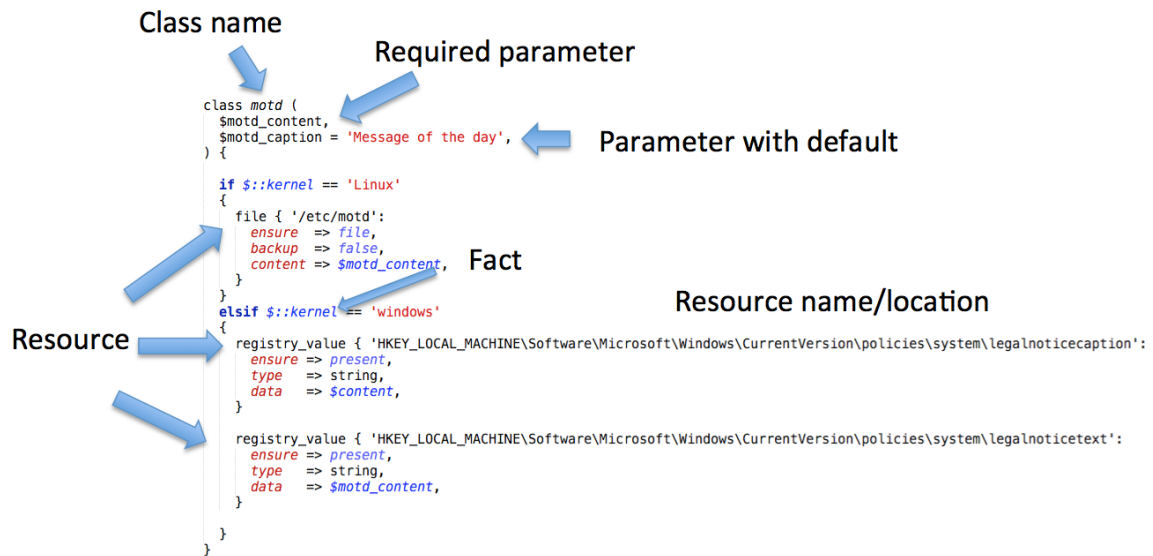 Class name
Required parameter
class motd (
$motd_content,
$motd_caption = 'Message of the day',
Parameter with default
) {
if $::kernel == 'Linux'
{
file { '/etc/motd':
ensure => file,
backup => false,
content => $motd_content,
Fact
}
}
Resource name/location
elsif $::kernel == 'windows'
{
Resource
registry_value { 'HKEY_LOCAL_MACHINE\Software\Microsoft\Windows\CurrentVersion\policies\system\legalnoticecaption':
ensure => present,
type => string,
data => $content,
}
registry_value { 'HKEY_LOCAL_MACHINE\Software\Microsoft\Windows\CurrentVersion\policies\system\legalnoticetext':
ensure => present,
type => string,
data => $motd_content,
}
}
}